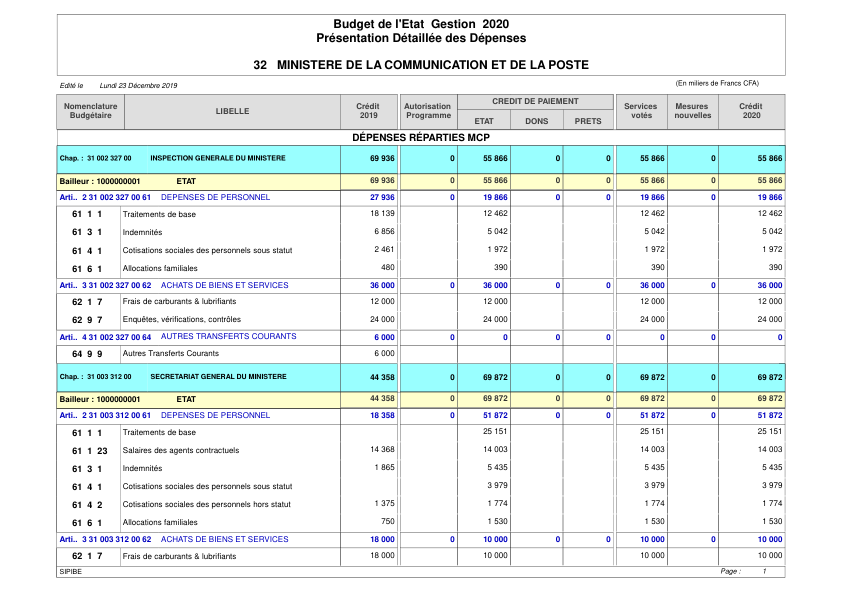 Budget de l'Etat Gestion 2020
Présentation Détaillée des Dépenses
32 MINISTERE DE LA COMMUNICATION ET DE LA POSTE
Edité le Lundi 23 Décembre 2019 (En miliers de Francs CFA)
Nomenclature Budgétaire LIBELLE Crédit 2019 Autorisation Programme CREDIT DE PAIEMENT ETAT DONS PRETS Services votés Mesures nouvelles Crédit 2020
DÉPENSES RÉPARTIES MCP
Chap. : 31 002 327 00 INSPECTION GENERALE DU MINISTERE 69 936 0 55 866 0 0 55 866 0 55 866
Bailleur : 1000000001 ETAT 69 936 0 55 866 0 0 55 866 0 55 866
Arti.. 2 31 002 327 00 61 DEPENSES DE PERSONNEL 27 936 0 19 866 0 0 19 866 0 19 866
61 1 1 Traitements de base 18 139 12 462 12 462 12 462
61 3 1 Indemnités 6 856 5 042 5 042 5 042
61 4 1 Cotisations sociales des personnels sous statut 2 461 1 972 1 972 1 972
61 6 1 Allocations familiales 480 390 390 390
Arti.. 3 31 002 327 00 62 ACHATS DE BIENS ET SERVICES 36 000 0 36 000 0 0 36 000 0 36 000
62 1 7 Frais de carburants & lubrifiants 12 000 12 000 12 000 12 000
62 9 7 Enquêtes, vérifications, contrôles 24 000 24 000 24 000 24 000
Arti.. 4 31 002 327 00 64 AUTRES TRANSFERTS COURANTS 6 000 0 0 0 0 0 0 0
64 9 9 Autres Transferts Courants 6 000
Chap. : 31 003 312 00 SECRETARIAT GENERAL DU MINISTERE 44 358 0 69 872 0 0 69 872 0 69 872
Bailleur : 1000000001 ETAT 44 358 0 69 872 0 0 69 872 0 69 872
Arti.. 2 31 003 312 00 61 DEPENSES DE PERSONNEL 18 358 0 51 872 0 0 51 872 0 51 872
61 1 1 Traitements de base 25 151 25 151 25 151
61 1 23 Salaires des agents contractuels 14 368 14 003 14 003 14 003
61 3 1 Indemnités 1 865 5 435 5 435 5 435
61 4 1 Cotisations sociales des personnels sous statut 3 979 3 979 3 979
61 4 2 Cotisations sociales des personnels hors statut 1 375 1 774 1 774 1 774
61 6 1 Allocations familiales 750 1 530 1 530 1 530
Arti.. 3 31 003 312 00 62 ACHATS DE BIENS ET SERVICES 18 000 0 10 000 0 0 10 000 0 10 000
62 1 7 Frais de carburants & lubrifiants 18 000 10 000 10 000 10 000
SIPIBE Page : 1